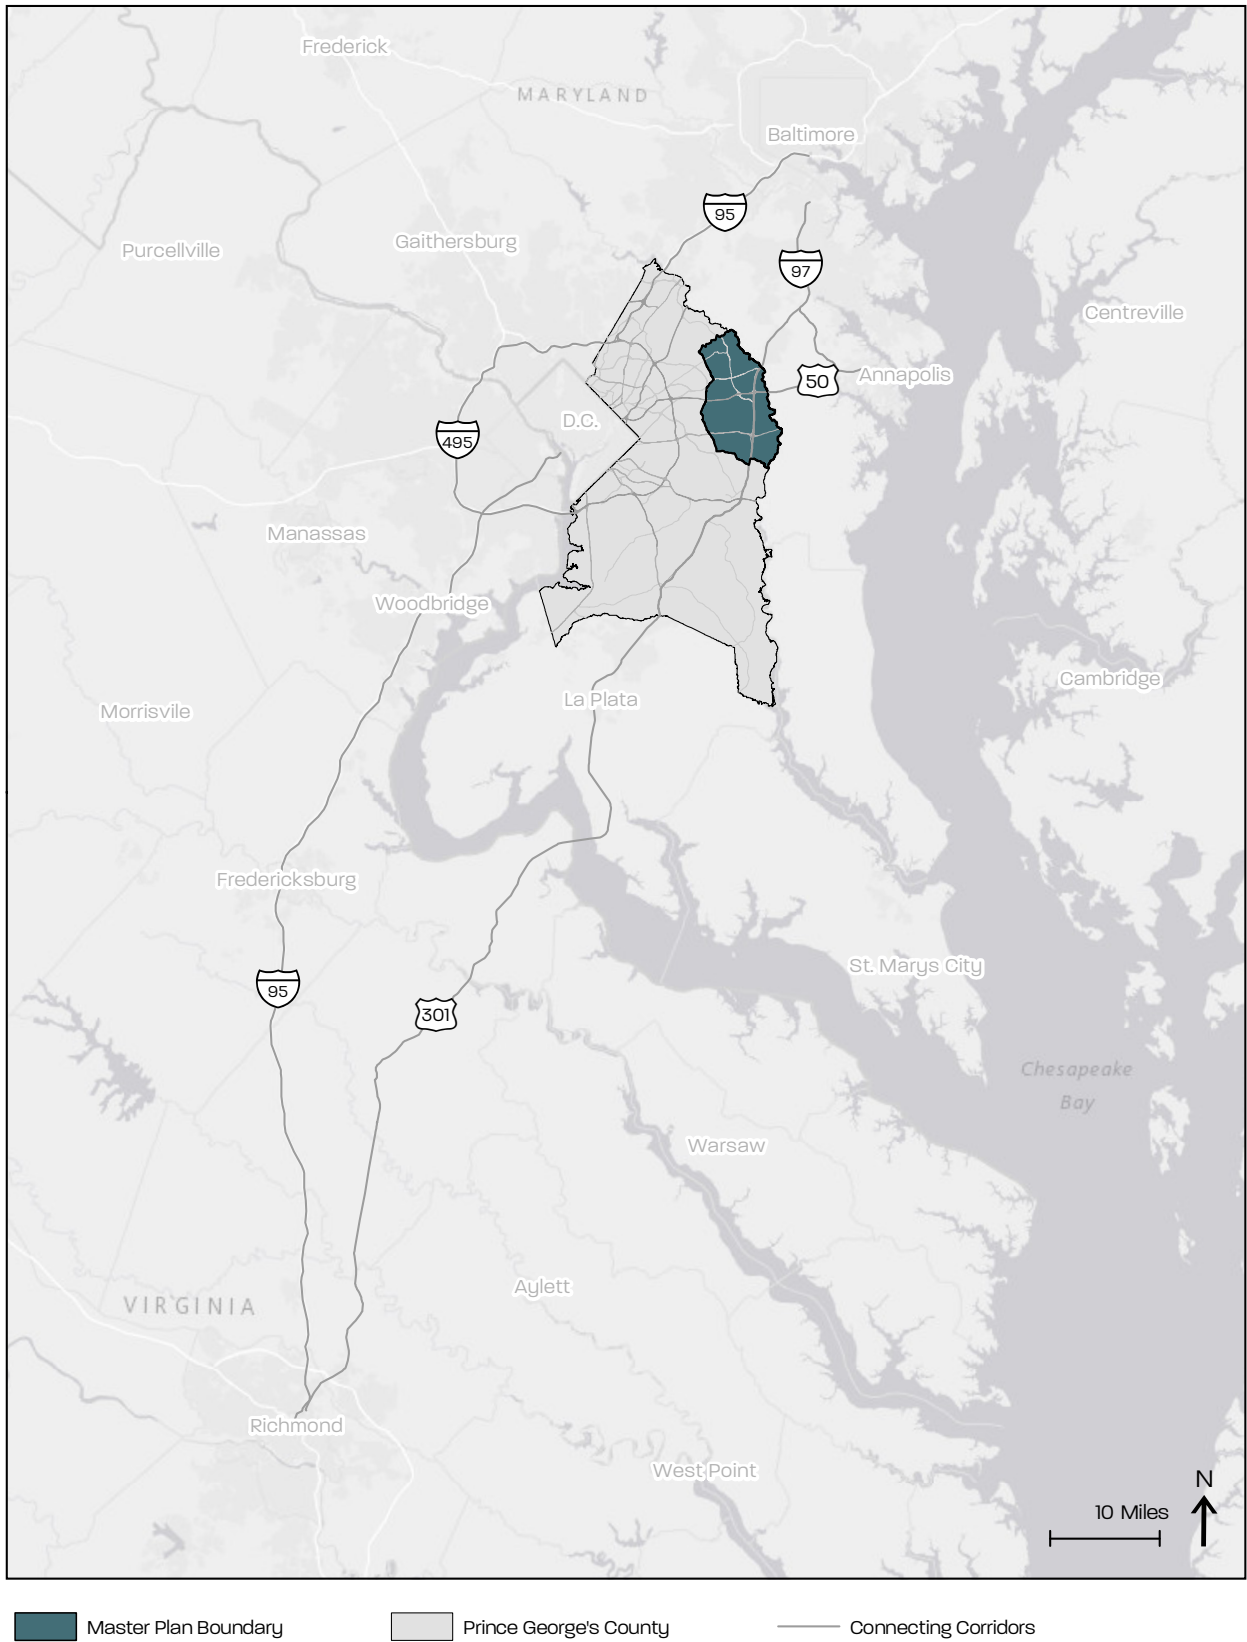 Frederick
MARYLAND
Baltimore
95
Purcellville
Gaithersburg
97
Centreville
50
Annapolis
D.C.
495
Manassas
Woodbridge
Cambridge
La Plata
Morrisvile
Fredericksburg
St. Marys City
95
301
Chesapeake
Bay
Warsaw
Aylett
VIRGINIA
Richmond
West Point
N
10 Miles
Master Plan Boundary
Prince George's County
Connecting Corridors